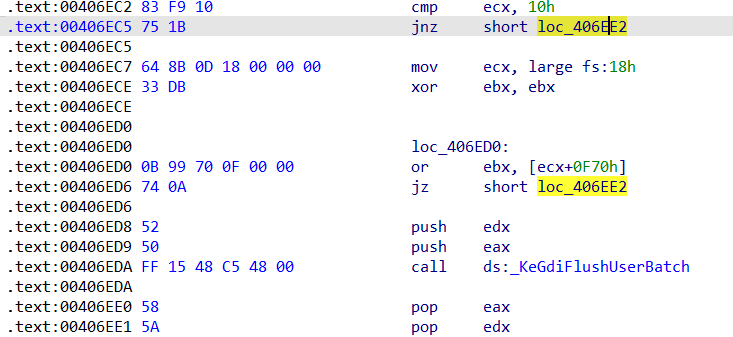 .text:00406EC2 83 F9 10 cmp ecx, 10h
.text:00406EC5 75 1B jnz short loc_406EE2
.text:00406EC5
.text:00406EC7 64 8B 0D 18 00 00 00 mov ecx, large fs:18h
.text:00406ECE 33 DB xor ebx, ebx
.text:00406ECE
.text:00406ED0
.text:00406ED0 loc_406ED0:
.text:00406ED0 0B 99 70 0F 00 00 or ebx, [ecx+0F70h]
.text:00406ED6 74 0A jz short loc_406EE2
.text:00406ED6
.text:00406ED8 52 push edx
.text:00406ED9 50 push eax
.text:00406EDA FF 15 48 C5 48 00 call ds:_KeGdiFlushUserBatch
.text:00406EDA
.text:00406EE0 58 pop eax
.text:00406EE1 5A pop edx